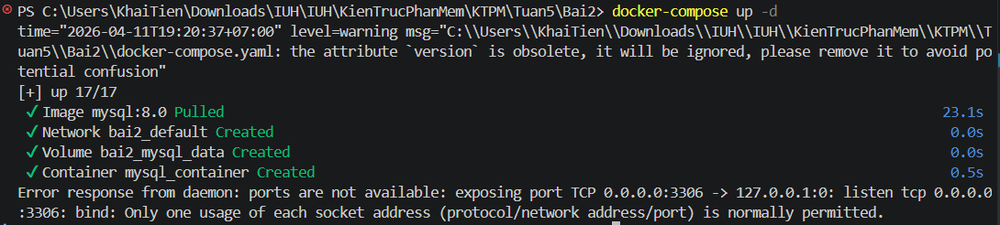 PS C:\Users\KhaiTien\Downloads\IUH\IUH\KienTrucPhanMem\KTPM\Tuan5\Bai2> docker-compose up -d
time="2026-04-11T19:20:37+07:00" level=warning msg="C:\\Users\\KhaiTien\\Downloads\\IUH\\IUH\\KienTrucPhanMem\\KTPM\\T
uan5\\Bai2\\docker-compose.yaml: the attribute `version` is obsolete, it will be ignored, please remove it to avoid po
tential confusion"
[+] up 17/17
✓ Image mysql:8.0 Pulled 23.1s
✓ Network bai2_default Created 0.0s
✓ Volume bai2_mysql_data Created 0.0s
✓ Container mysql_container Created 0.5s
Error response from daemon: ports are not available: exposing port TCP 0.0.0.0:3306 -> 127.0.0.1:0: listen tcp 0.0.0.0
:3306: bind: Only one usage of each socket address (protocol/network address/port) is normally permitted.